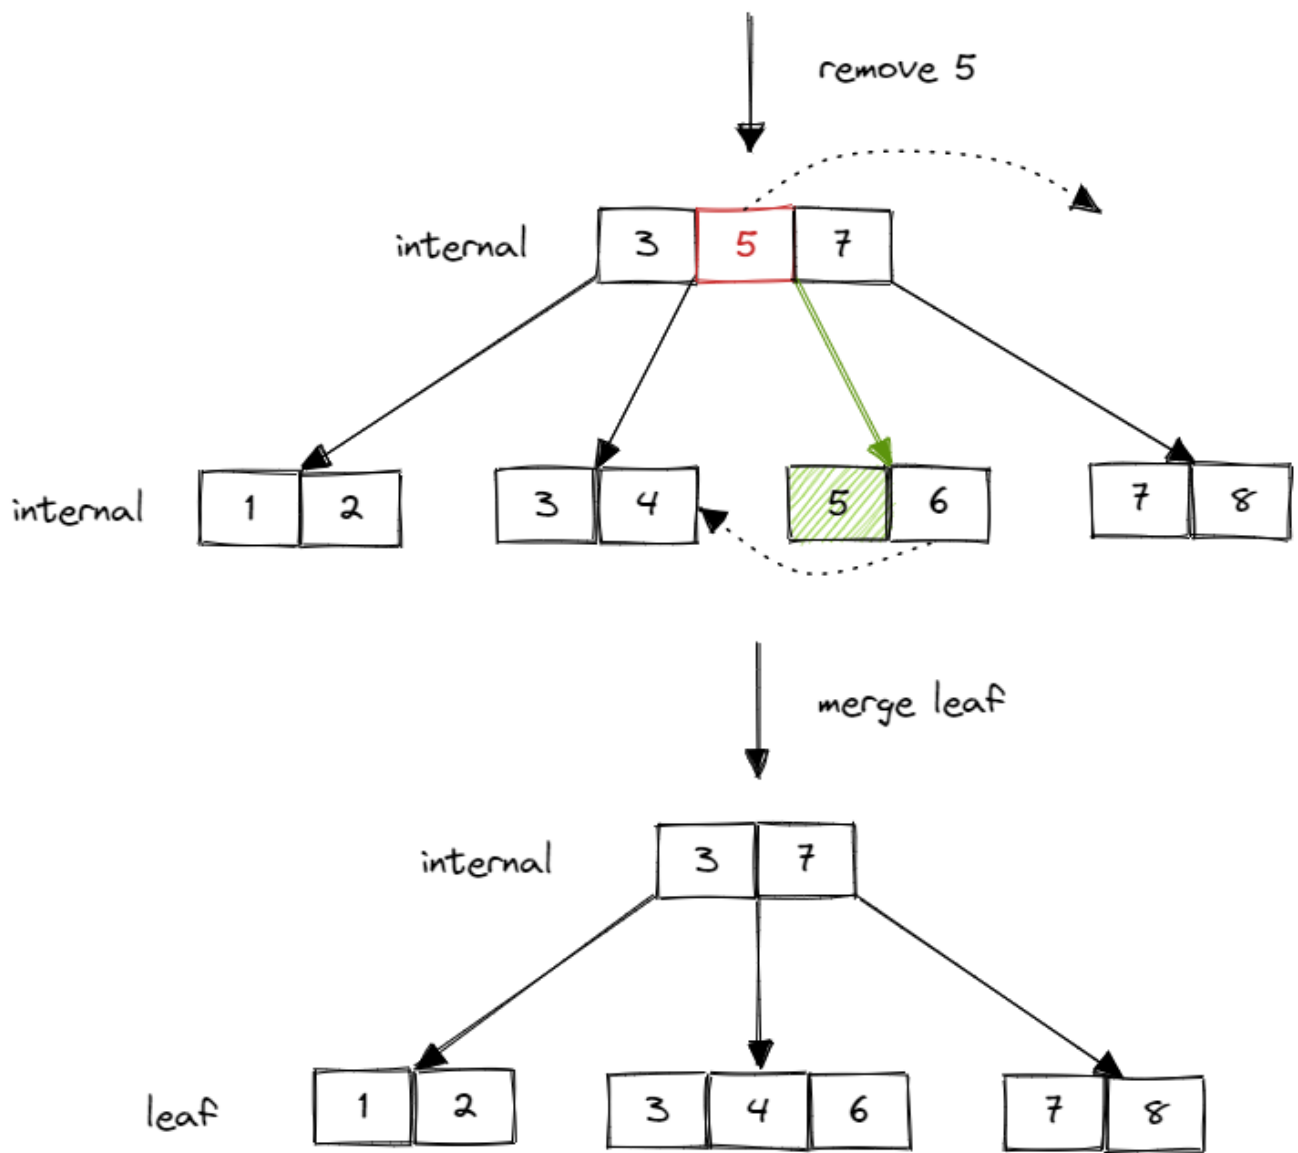 remove 5
internal 3 5 7
internal 1 2 3 4 5 6 7 8
merge leaf
internal 3 7
leaf 1 2 3 4 6 7 8